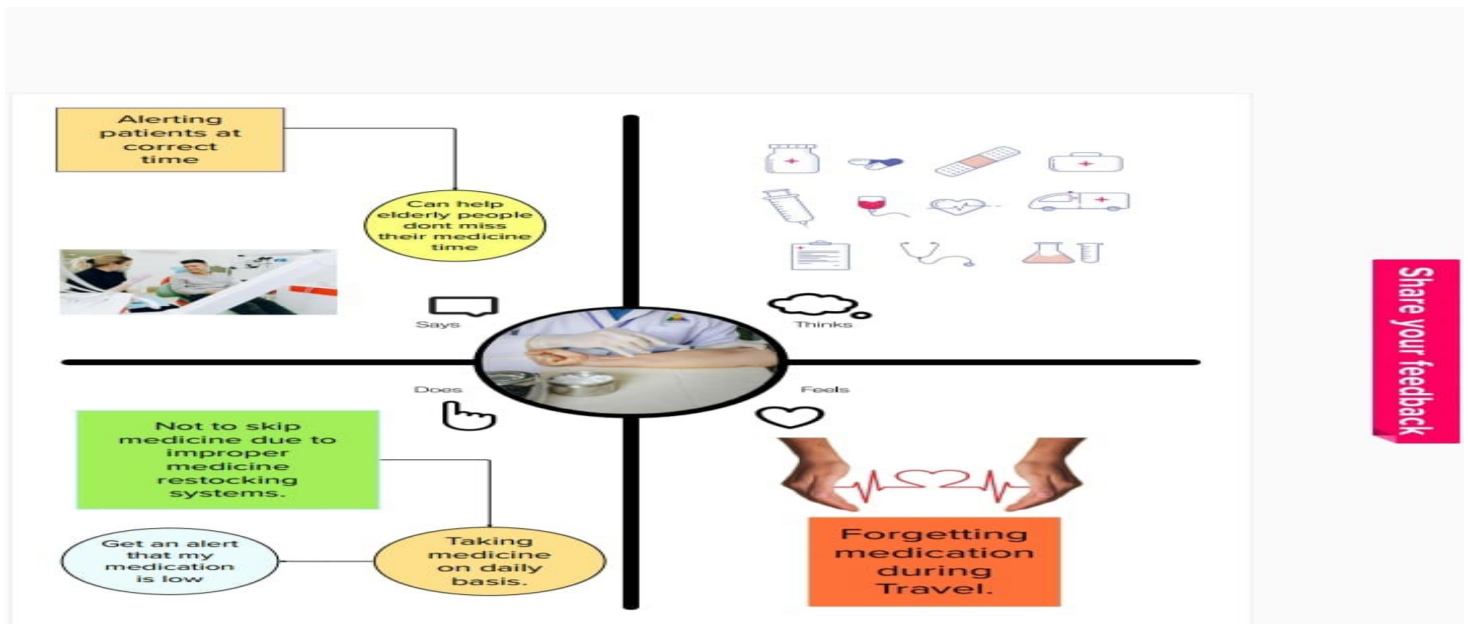 Alerting
patients at
correct
time
Can help
elderly people
dont miss
their medicine
time
Says
Thinks
Does
Feels
Not to skip
medicine due to
improper
medicine
restocking
systems.
Get an alert
that my
medication
is low
Taking
medicine
on daily
basis.
Forgetting
medication
during
Travel.
Share your feedback